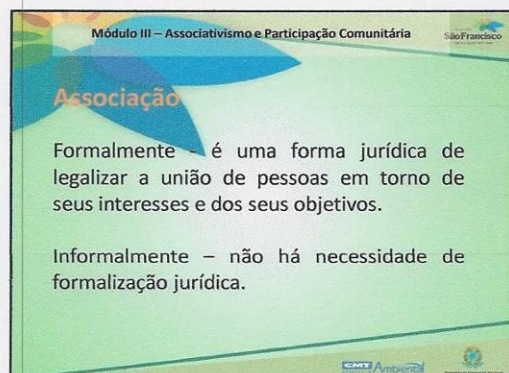 Módulo III – Associativismo e Participação Comunitária
São Francisco
Associação
Formalmente - é uma forma jurídica de
legalizar a união de pessoas em torno de
seus interesses e dos seus objetivos.
Informalmente – não há necessidade de
formalização jurídica.
CMT Ambiental